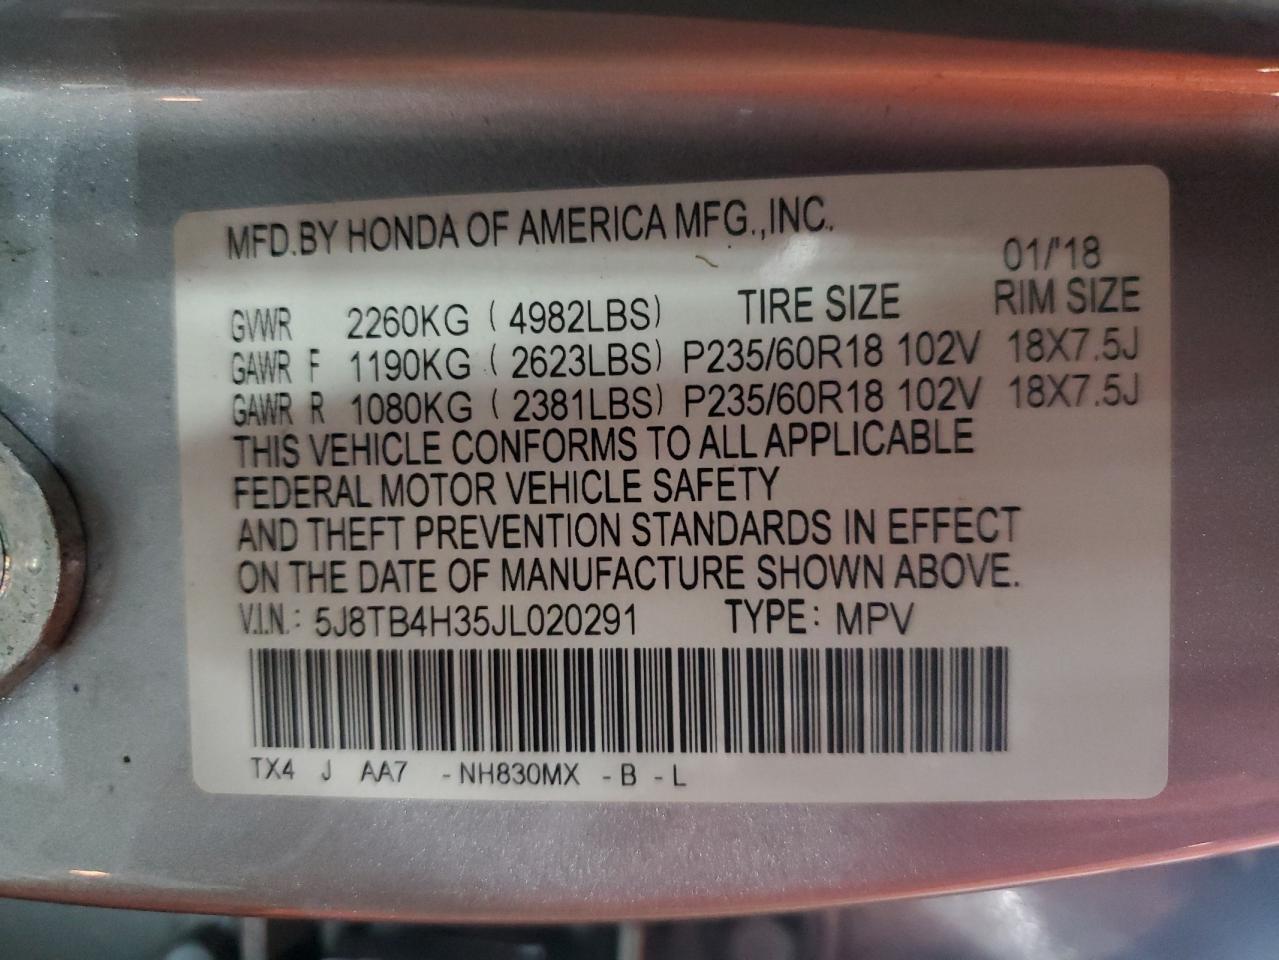 MFD.BY HONDA OF AMERICA MFG.,INC.
01/'18
GVWR 2260KG ( 4982LBS) TIRE SIZE RIM SIZE
GAWR F 1190KG ( 2623LBS) P235/60R18 102V 18X7.5J
GAWR R 1080KG ( 2381LBS) P235/60R18 102V 18X7.5J
THIS VEHICLE CONFORMS TO ALL APPLICABLE
FEDERAL MOTOR VEHICLE SAFETY
AND THEFT PREVENTION STANDARDS IN EFFECT
ON THE DATE OF MANUFACTURE SHOWN ABOVE.
V.I.N.: 5J8TB4H35JL020291 TYPE: MPV
TX4 J AA7 -NH830MX -B -L